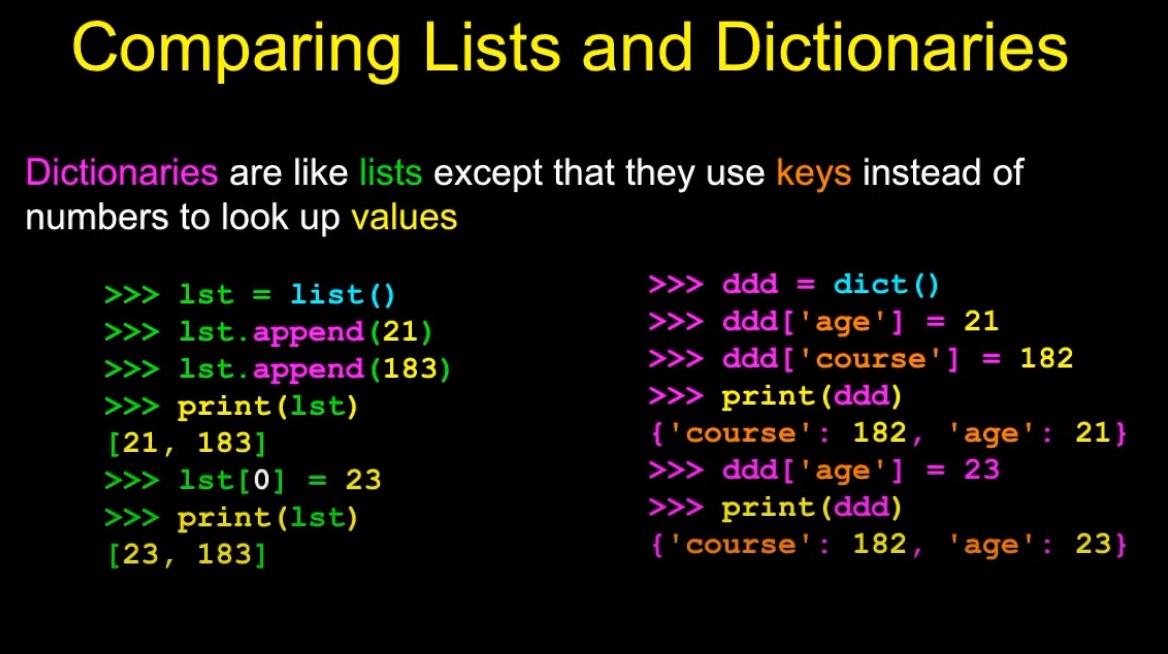 Comparing Lists and Dictionaries
Dictionaries are like lists except that they use keys instead of
numbers to look up values
>>> lst = list()
>>> lst.append(21)
>>> lst.append(183)
>>> print(lst)
[21, 183]
>>> lst[0] = 23
>>> print(lst)
[23, 183]
>>> ddd = dict()
>>> ddd['age'] = 21
>>> ddd['course'] = 182
>>> print(ddd)
{'course': 182, 'age': 21}
>>> ddd['age'] = 23
>>> print(ddd)
{'course': 182, 'age': 23}